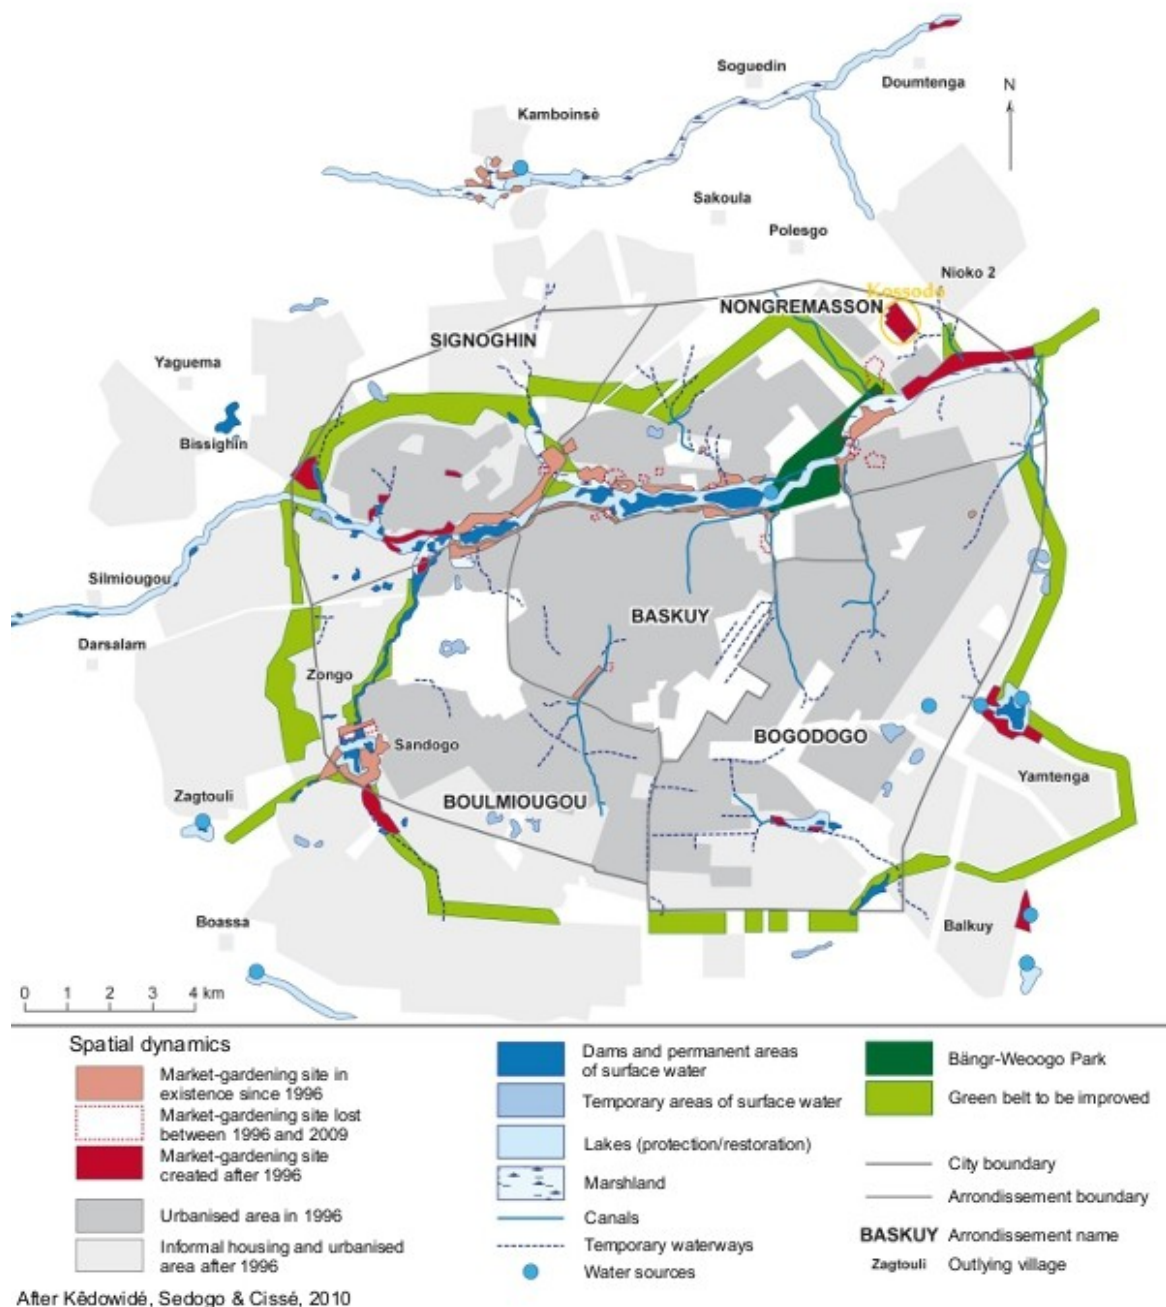 Soguedin
Doumtenga
N
Kamboinsè
Sakoula
Polesgo
Nioko 2
Kossodo
NONGREMASSON
SIGNOGHIN
Yaguema
Bissighin
Silmiougou
BASKUY
Darsalam
Zongo
Sandogo
BOGODOGO
Yamtenga
Zagtouli
BOULMIOUGOU
Boassa
Balkuy
0 1 2 3 4 km
Spatial dynamics
Market-gardening site in
existence since 1996
Market-gardening site lost
between 1996 and 2009
Market-gardening site
created after 1996
Urbanised area in 1996
Informal housing and urbanised
area after 1996
Dams and permanent areas
of surface water
Temporary areas of surface water
Lakes (protection/restoration)
Marshland
Canals
Temporary waterways
Water sources
Bängr-Weoogo Park
Green belt to be improved
City boundary
Arrondissement boundary
BASKUY Arrondissement name
Zagtouli Outlying village
After Kêdowidé, Sedogo & Cissé, 2010